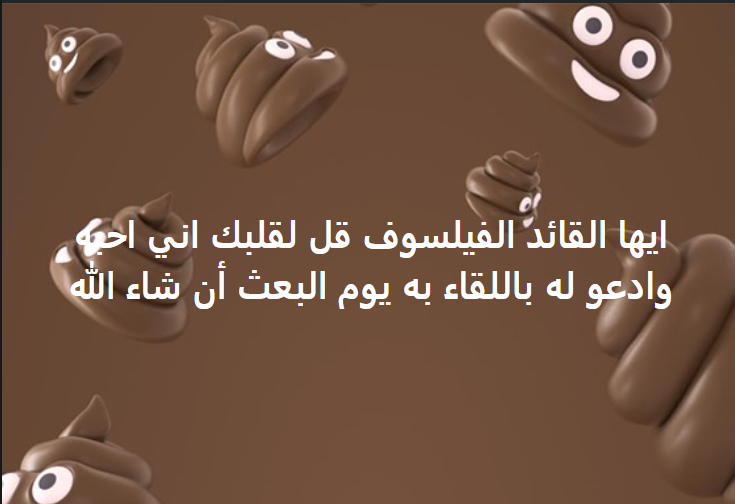 ايها القائد الفيلسوف قل لقلبك اني احبه
وادعو له باللقاء به يوم البعث أن شاء الله